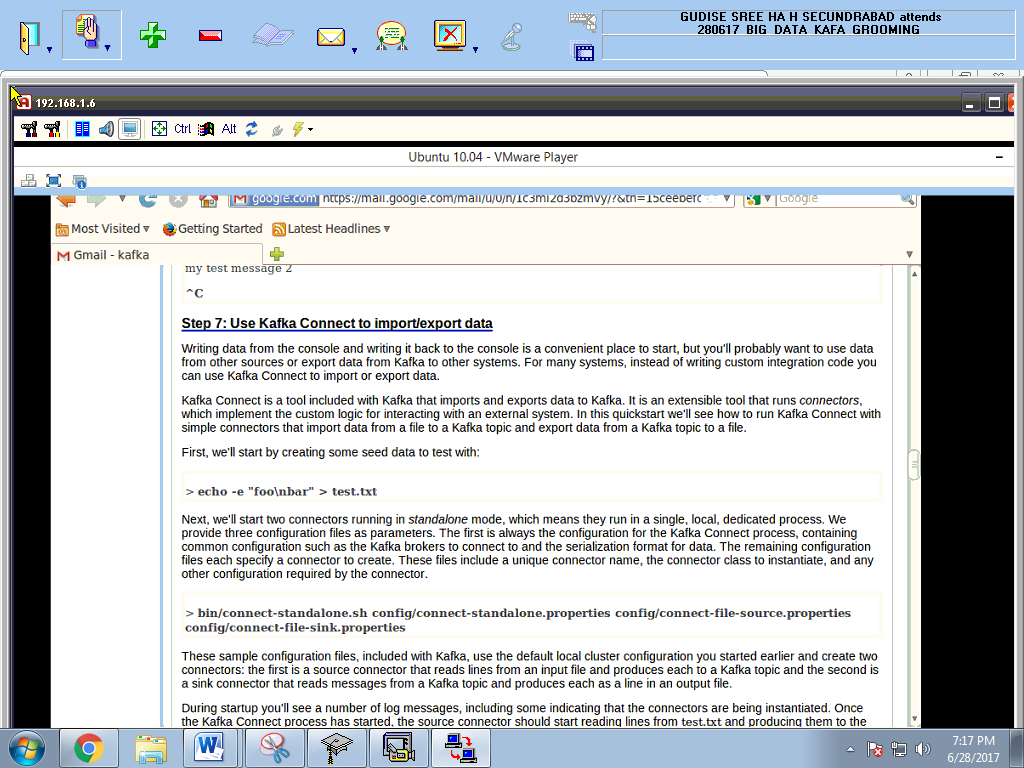 GUDISE SREE HA H SECUNDRABAD attends
280617 BIG DATA KAFA GROOMING
192.168.1.6
Ctrl Alt
Ubuntu 10.04 - VMware Player
google.com Google
Most Visited Getting Started Latest Headlines
Gmail - kafka
my test message 2
^C
Step 7: Use Kafka Connect to import/export data
Writing data from the console and writing it back to the console is a convenient place to start, but you'll probably want to use data
from other sources or export data from Kafka to other systems. For many systems, instead of writing custom integration code you
can use Kafka Connect to import or export data.
Kafka Connect is a tool included with Kafka that imports and exports data to Kafka. It is an extensible tool that runs connectors,
which implement the custom logic for interacting with an external system. In this quickstart we'll see how to run Kafka Connect with
simple connectors that import data from a file to a Kafka topic and export data from a Kafka topic to a file.
First, we'll start by creating some seed data to test with:
> echo -e "foo\nbar" > test.txt
Next, we'll start two connectors running in standalone mode, which means they run in a single, local, dedicated process. We
provide three configuration files as parameters. The first is always the configuration for the Kafka Connect process, containing
common configuration such as the Kafka brokers to connect to and the serialization format for data. The remaining configuration
files each specify a connector to create. These files include a unique connector name, the connector class to instantiate, and any
other configuration required by the connector.
> bin/connect-standalone.sh config/connect-standalone.properties config/connect-file-source.properties
config/connect-file-sink.properties
These sample configuration files, included with Kafka, use the default local cluster configuration you started earlier and create two
connectors: the first is a source connector that reads lines from an input file and produces each to a Kafka topic and the second is
a sink connector that reads messages from a Kafka topic and produces each as a line in an output file.
During startup you'll see a number of log messages, including some indicating that the connectors are being instantiated. Once
the Kafka Connect process has started, the source connector should start reading lines from test.txt and producing them to the
7:17 PM
6/28/2017